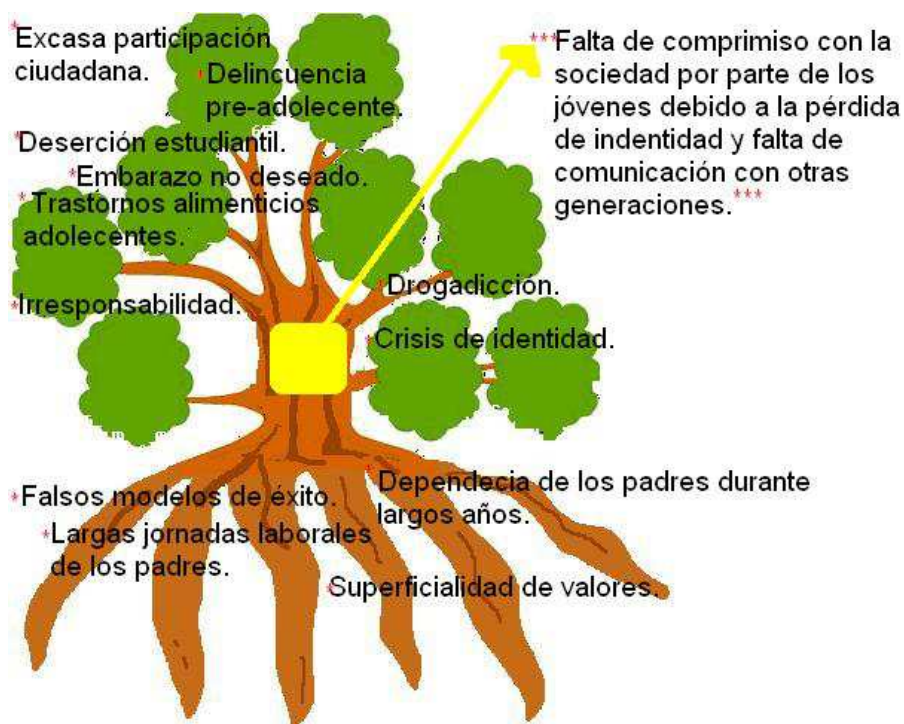 *Excasa participación
ciudadana.
*Delincuencia
pre-adolecente.
*Deserción estudiantil.
*Embarazo no deseado.
*Trastornos alimenticios
adolecentes.
*Irresponsabilidad.
***Falta de comprimiso con la
sociedad por parte de los
jóvenes debido a la pérdida
de indentidad y falta de
comunicación con otras
generaciones.***
*Drogadicción.
*Crisis de identidad.
*Falsos modelos de éxito.
*Largas jornadas laborales
de los padres.
*Dependecia de los padres durante
largos años.
*Superficialidad de valores.